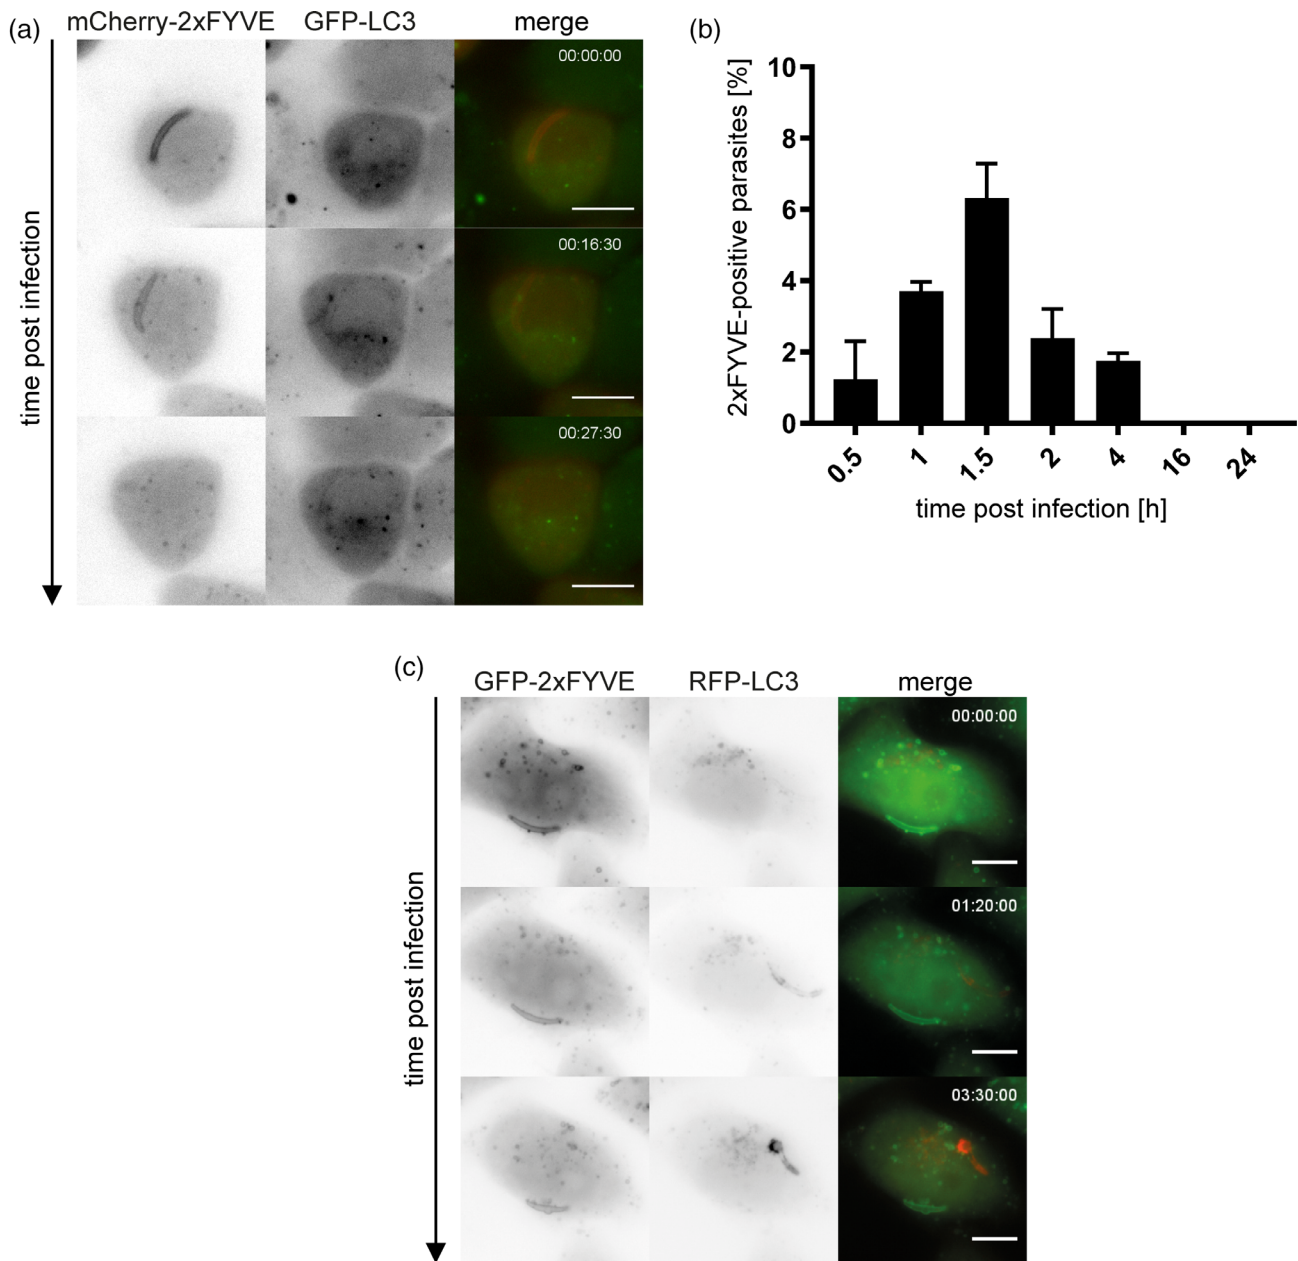 (a)
mCherry-2xFYVE GFP-LC3 merge
time post infection
00:00:00
00:16:30
00:27:30
(b)
2xFYVE-positive parasites [%]
10
8
6
4
2
0
0.5 1 1.5 2 4 16 24
time post infection [h]
(c)
GFP-2xFYVE RFP-LC3 merge
time post infection
00:00:00
01:20:00
03:30:00